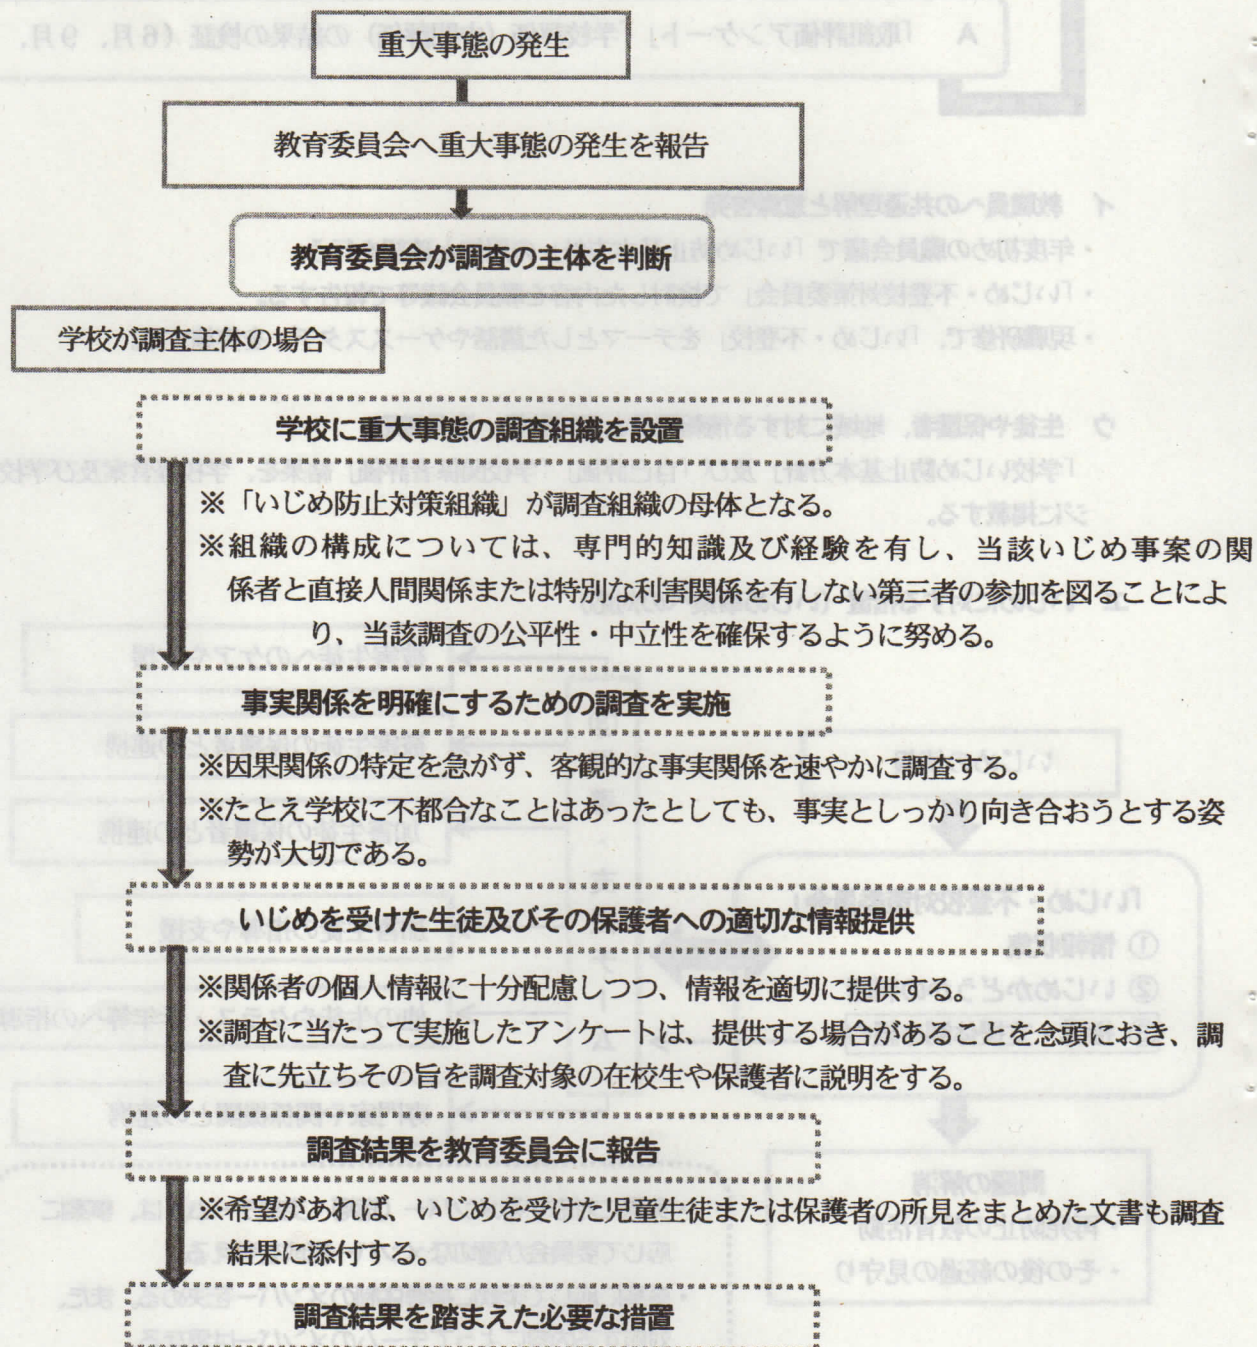 重大事態の発生
教育委員会へ重大事態の発生を報告
教育委員会が調査の主体を判断
学校が調査主体の場合
学校に重大事態の調査組織を設置
※「いじめ防止対策組織」が調査組織の母体となる。
※組織の構成については、専門的知識及び経験を有し、当該いじめ事案の関
係者と直接人間関係または特別な利害関係を有しない第三者の参加を図ることによ
り、当該調査の公平性・中立性を確保するように努める。
事実関係を明確にするための調査を実施
※因果関係の特定を急がず、客観的な事実関係を速やかに調査する。
※たとえ学校に不都合なことはあったとしても、事実としっかり向き合おうとする姿
勢が大切である。
いじめを受けた生徒及びその保護者への適切な情報提供
※関係者の個人情報に十分配慮しつつ、情報を適切に提供する。
※調査に当たって実施したアンケートは、提供する場合があることを念頭におき、調
査に先立ちその旨を調査対象の在校生や保護者に説明をする。
調査結果を教育委員会に報告
※希望があれば、いじめを受けた児童生徒または保護者の所見をまとめた文書も調査
結果に添付する。
調査結果を踏まえた必要な措置